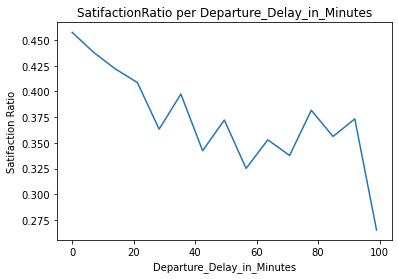 SatifactionRatio per Departure_Delay_in_Minutes
0.450
0.425
0.400
0.375
0.350
0.325
0.300
0.275
Satifaction Ratio
0 20 40 60 80 100
Departure_Delay_in_Minutes